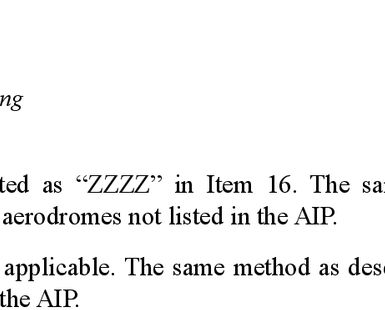 ng
ted as “ZZZZ” in Item 16. The sa
aerodromes not listed in the AIP.
applicable. The same method as desc
the AIP.